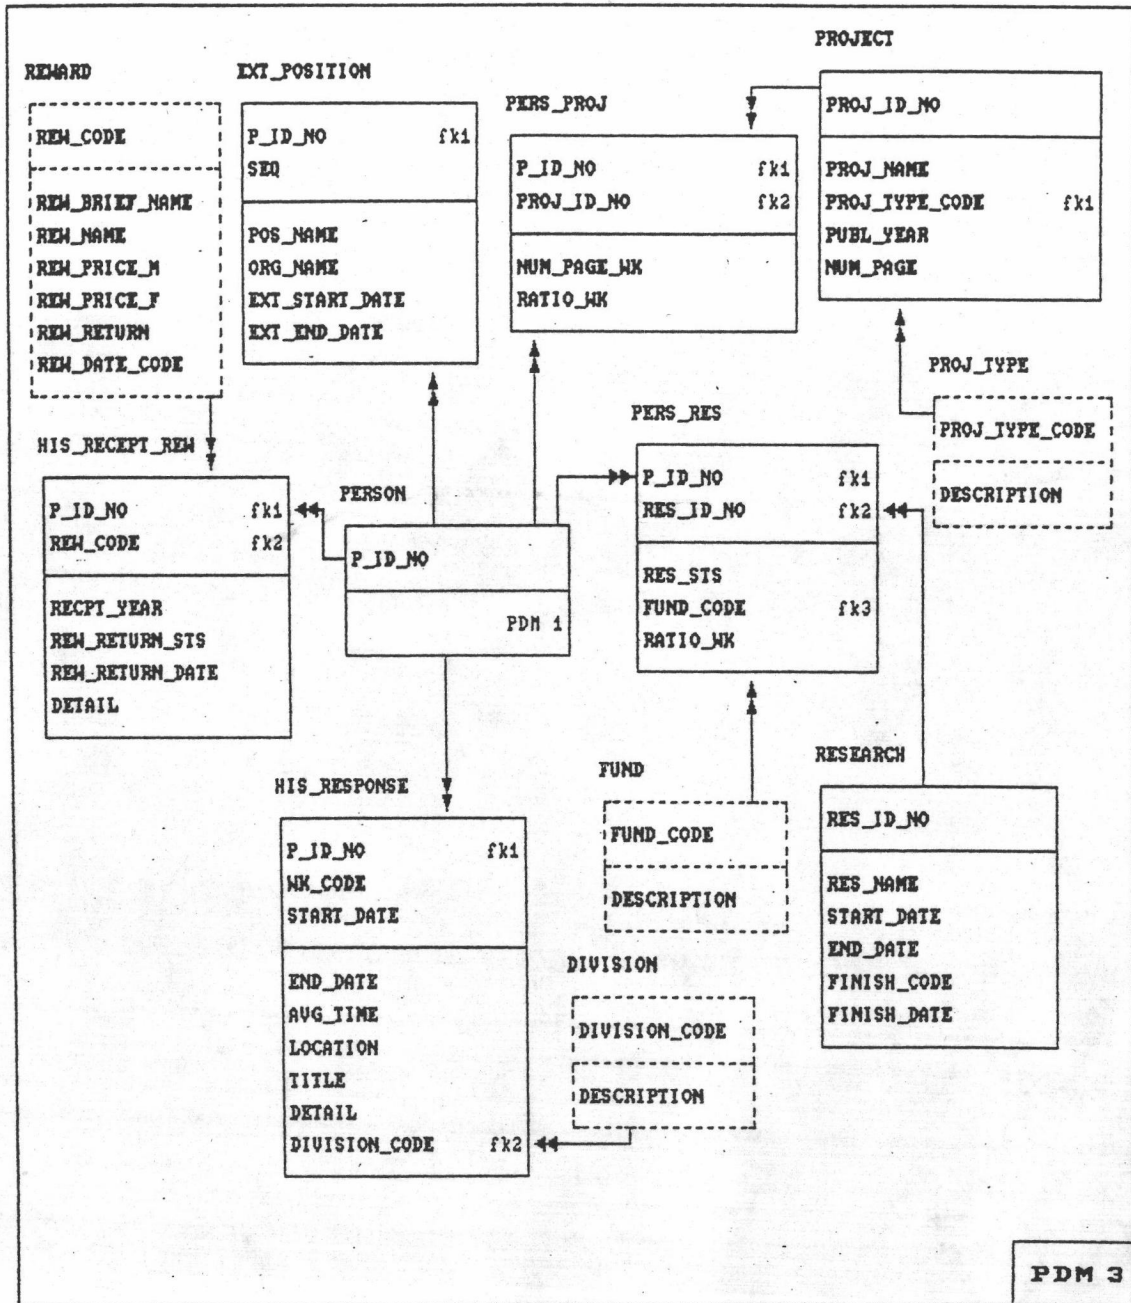 REWARD
REW_CODE
REW_BRIEF_NAME
REW_NAME
REW_PRICE_M
REW_PRICE_F
REW_RETURN
REW_DATE_CODE
EXT_POSITION
P_ID_NO fk1
SEQ
POS_NAME
ORG_NAME
EXT_START_DATE
EXT_END_DATE
PERS_PROJ
P_ID_NO fk1
PROJ_ID_NO fk2
NUM_PAGE_WK
RATIO_WK
PROJECT
PROJ_ID_NO
PROJ_NAME
PROJ_TYPE_CODE fk1
PUBL_YEAR
NUM_PAGE
PROJ_TYPE
PROJ_TYPE_CODE
DESCRIPTION
HIS_RECEPT_REW
P_ID_NO fk1
REW_CODE fk2
RECPT_YEAR
REW_RETURN_STS
REW_RETURN_DATE
DETAIL
PERSON
P_ID_NO
PDM 1
PERS_RES
P_ID_NO fk1
RES_ID_NO fk2
RES_STS
FUND_CODE fk3
RATIO_WK
HIS_RESPONSE
P_ID_NO fk1
WK_CODE
START_DATE
END_DATE
AVG_TIME
LOCATION
TITLE
DETAIL
DIVISION_CODE fk2
FUND
FUND_CODE
DESCRIPTION
DIVISION
DIVISION_CODE
DESCRIPTION
RESEARCH
RES_ID_NO
RES_NAME
START_DATE
END_DATE
FINISH_CODE
FINISH_DATE
PDM 3